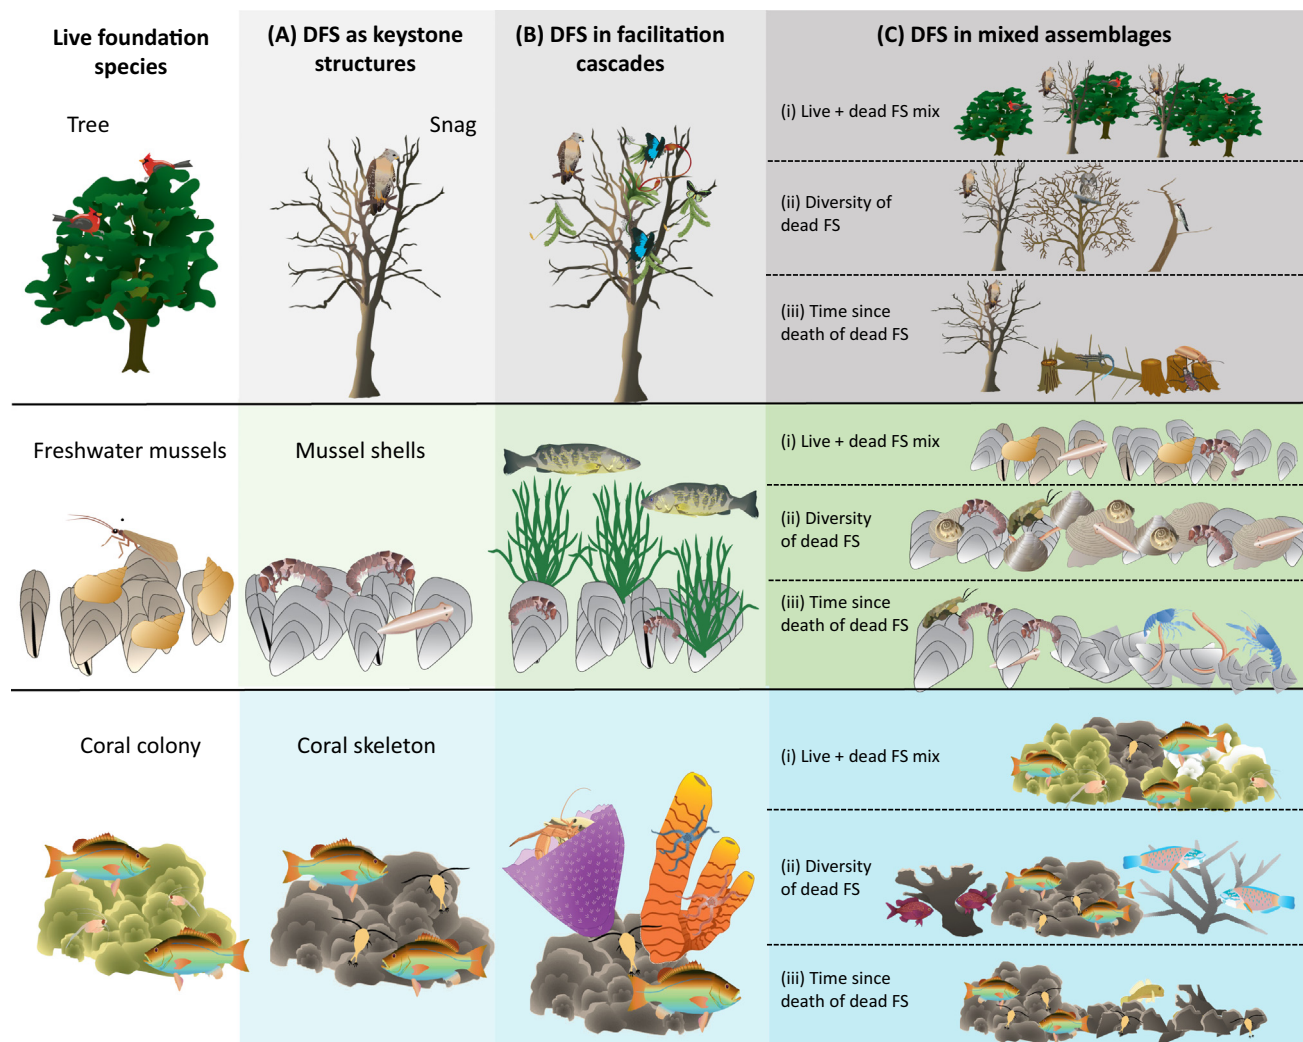 Live foundation
species
(A) DFS as keystone
structures
(B) DFS in facilitation
cascades
(C) DFS in mixed assemblages
Tree
Snag
(i) Live + dead FS mix
(ii) Diversity of
dead FS
(iii) Time since
death of dead FS
Freshwater mussels
Mussel shells
(i) Live + dead FS mix
(ii) Diversity
of dead FS
(iii) Time since
death of dead FS
Coral colony
Coral skeleton
(i) Live + dead FS mix
(ii) Diversity
of dead FS
(iii) Time since
death of dead FS